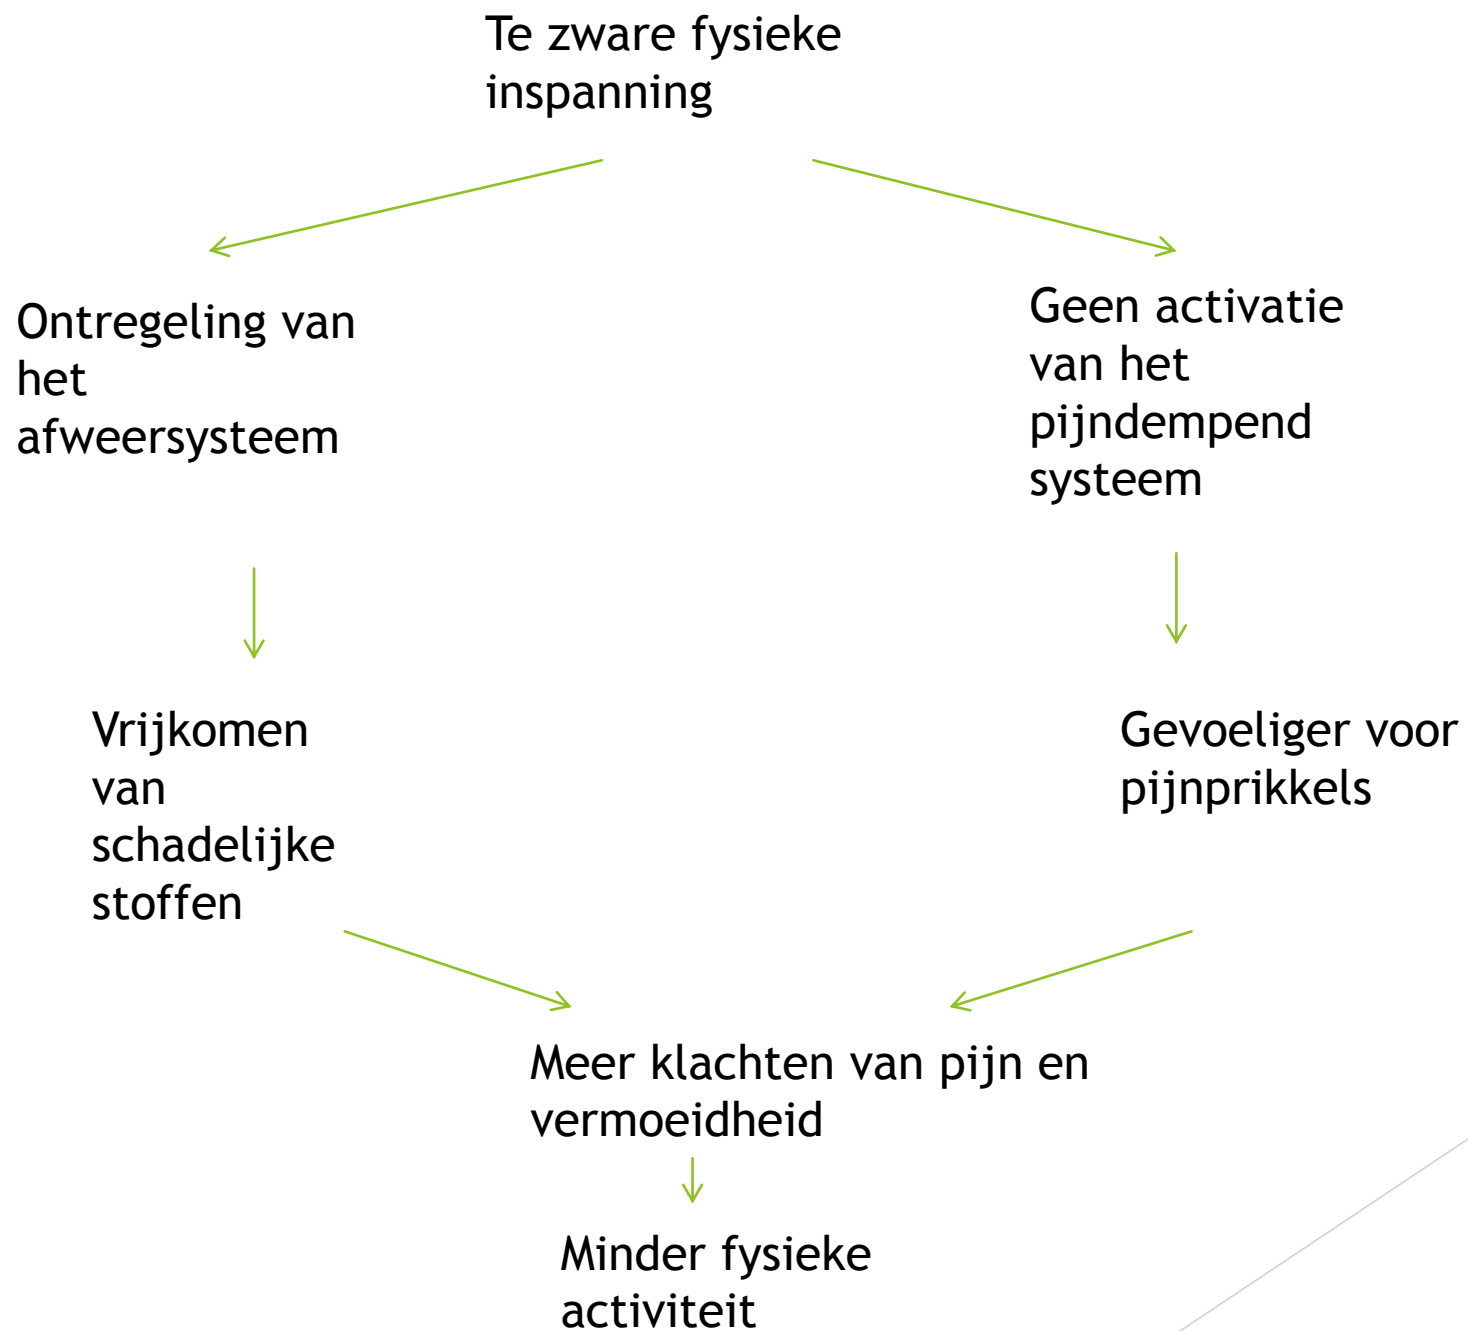 Te zware fysieke
inspanning
Ontregeling van
het
afweersysteem
Geen activatie
van het
pijndempend
systeem
Vrijkomen
van
schadelijke
stoffen
Gevoeliger voor
pijnprikkels
Meer klachten van pijn en
vermoeidheid
Minder fysieke
activiteit